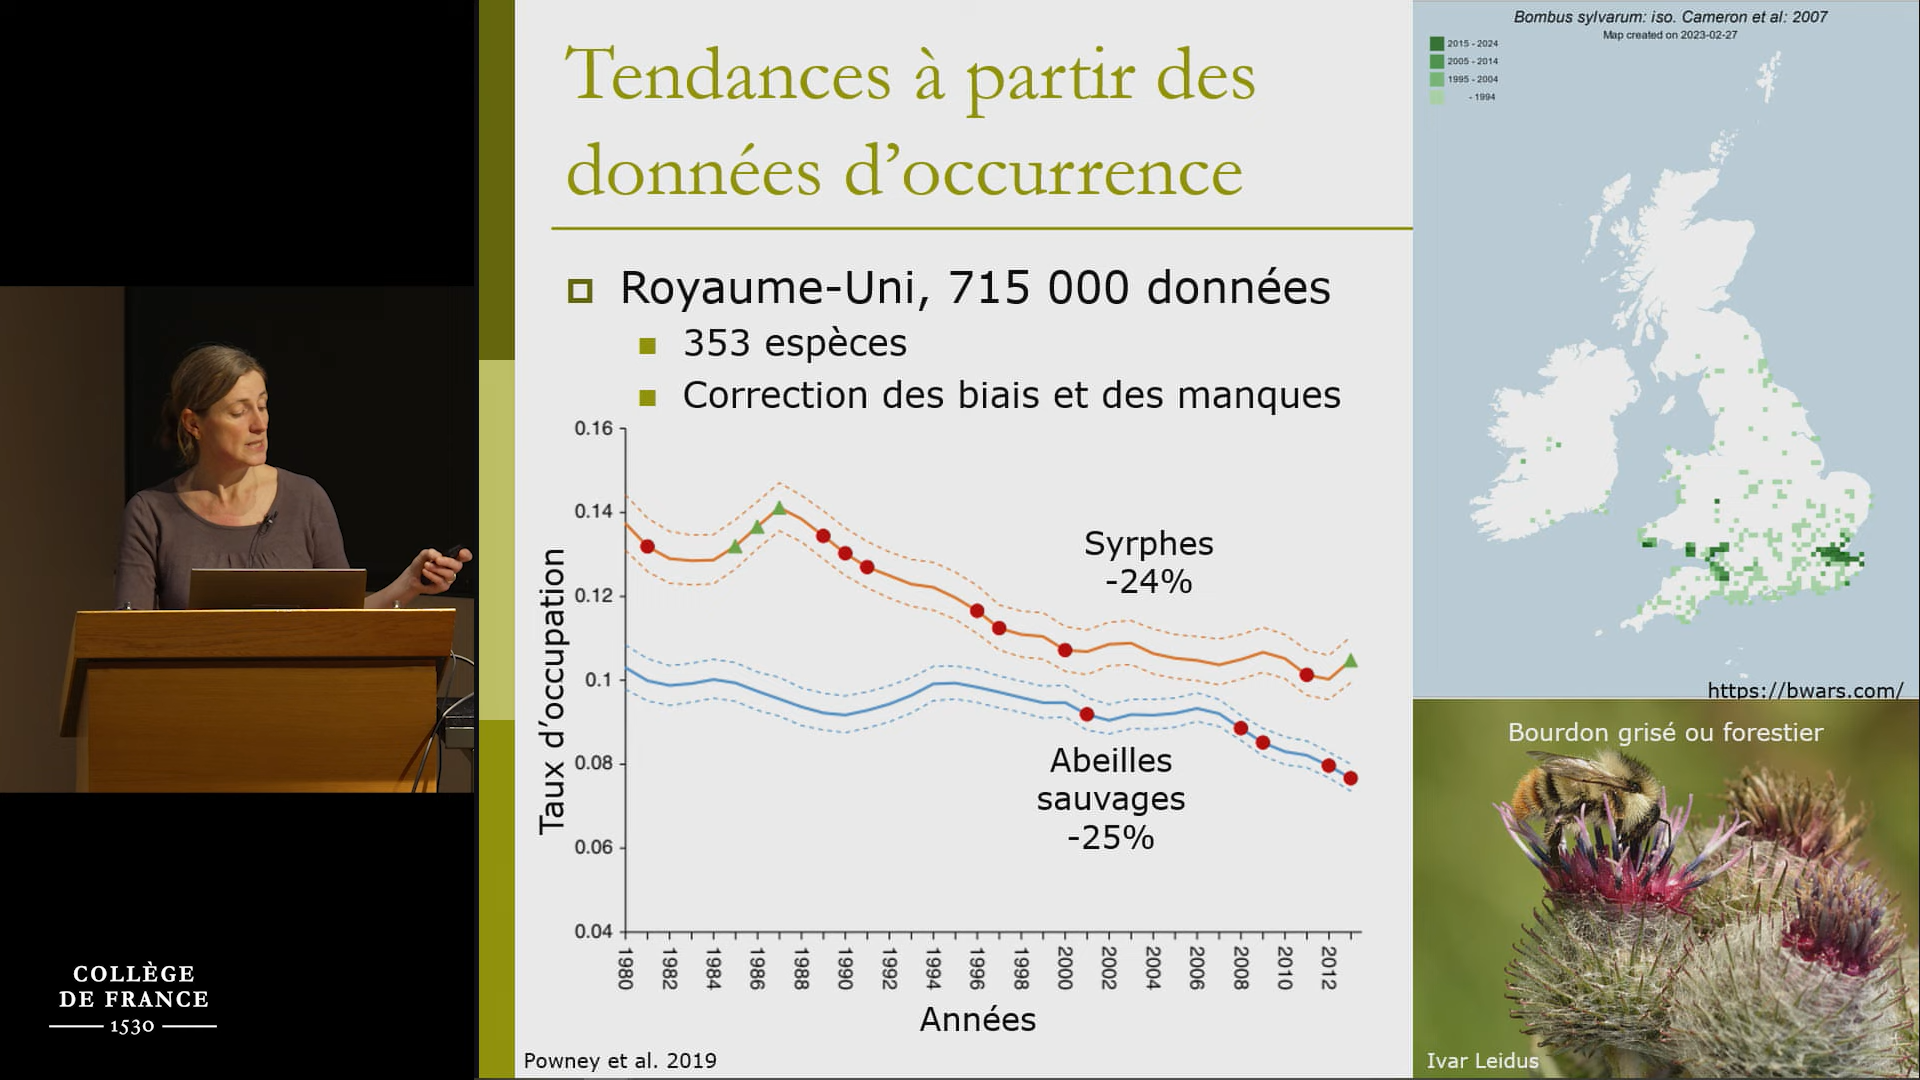 Tendances à partir des
données d'occurrence
Royaume-Uni, 715 000 données
353 espèces
Correction des biais et des manques
0.16
0.14
0.12
0.1
0.08
0.06
0.04
Taux d'occupation
Syrphes
-24%
Abeilles
sauvages
-25%
1980 1982 1984 1986 1988 1990 1992 1994 1996 1998 2000 2002 2004 2006 2008 2010 2012
Années
Powney et al. 2019
Bombus sylvarum: iso. Cameron et al: 2007
Map created on 2023-02-27
2015 - 2024
2005 - 2014
1995 - 2004
- 1994
https://bwars.com/
Bourdon grisé ou forestier
Ivar Leidus
COLLÈGE
DE FRANCE
1530